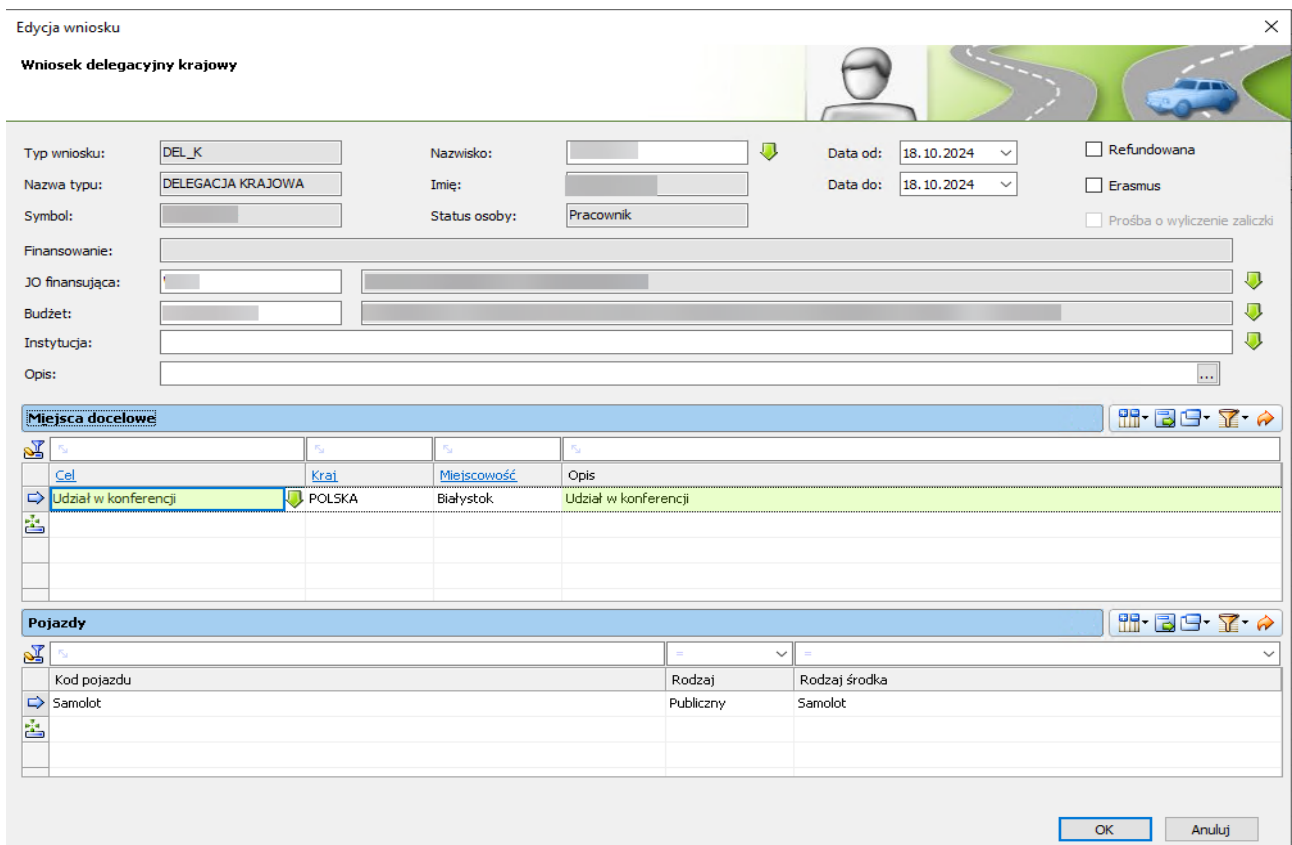 Edycja wniosku
Wniosek delegacyjny krajowy
Typ wniosku: DEL_K Nazwisko: Data od: 18.10.2024 Refundowana
Nazwa typu: DELEGACJA KRAJOWA Imię: Data do: 18.10.2024 Erasmus
Symbol: Status osoby: Pracownik Prośba o wyliczenie zaliczki
Finansowanie:
JO finansująca:
Budżet:
Instytucja:
Opis: ...
Miejsca docelowe
Cel Kraj Miejscowość Opis
Udział w konferencji POLSKA Białystok Udział w konferencji
Pojazdy
= =
Kod pojazdu Rodzaj Rodzaj środka
Samolot Publiczny Samolot
OK Anuluj